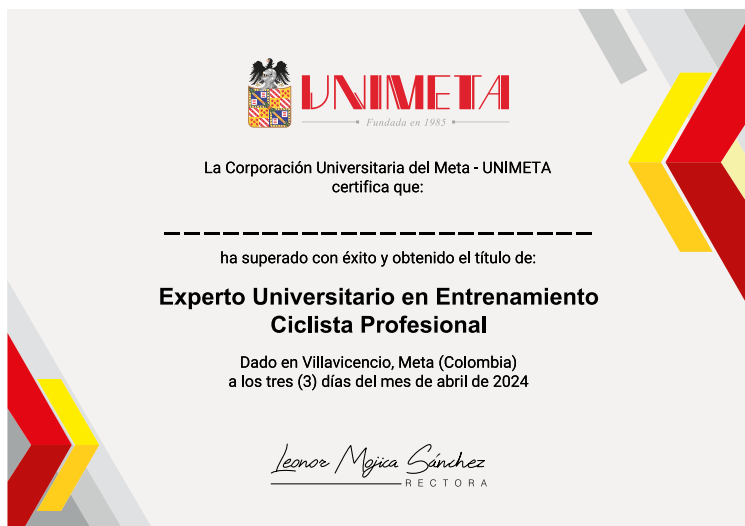 UNIMETA
Fundada en 1985
La Corporación Universitaria del Meta - UNIMETA
certifica que:
ha superado con éxito y obtenido el título de:
Experto Universitario en Entrenamiento
Ciclista Profesional
Dado en Villavicencio, Meta (Colombia)
a los tres (3) días del mes de abril de 2024
Leonor Mojica Sánchez
RECTORA